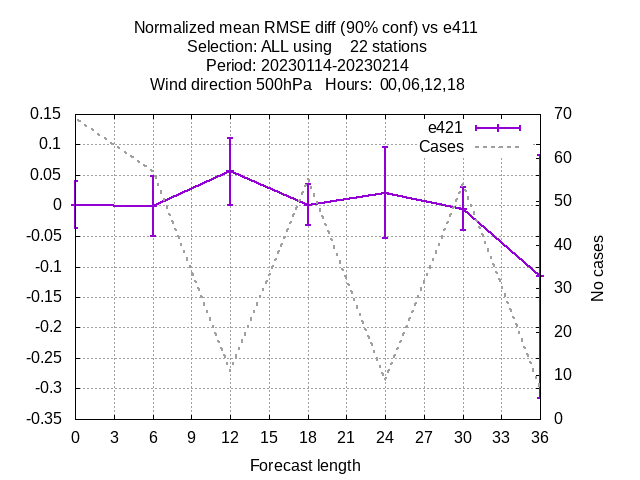 Normalized mean RMSE diff (90% conf) vs e411
Selection: ALL using    22 stations
Period: 20230114-20230214
Wind direction 500hPa   Hours:  00,06,12,18
e421
Cases
0.15
0.1
0.05
0
-0.05
-0.1
-0.15
-0.2
-0.25
-0.3
-0.35
70
60
50
40
30
20
10
0
No cases
0 3 6 9 12 15 18 21 24 27 30 33 36
Forecast length